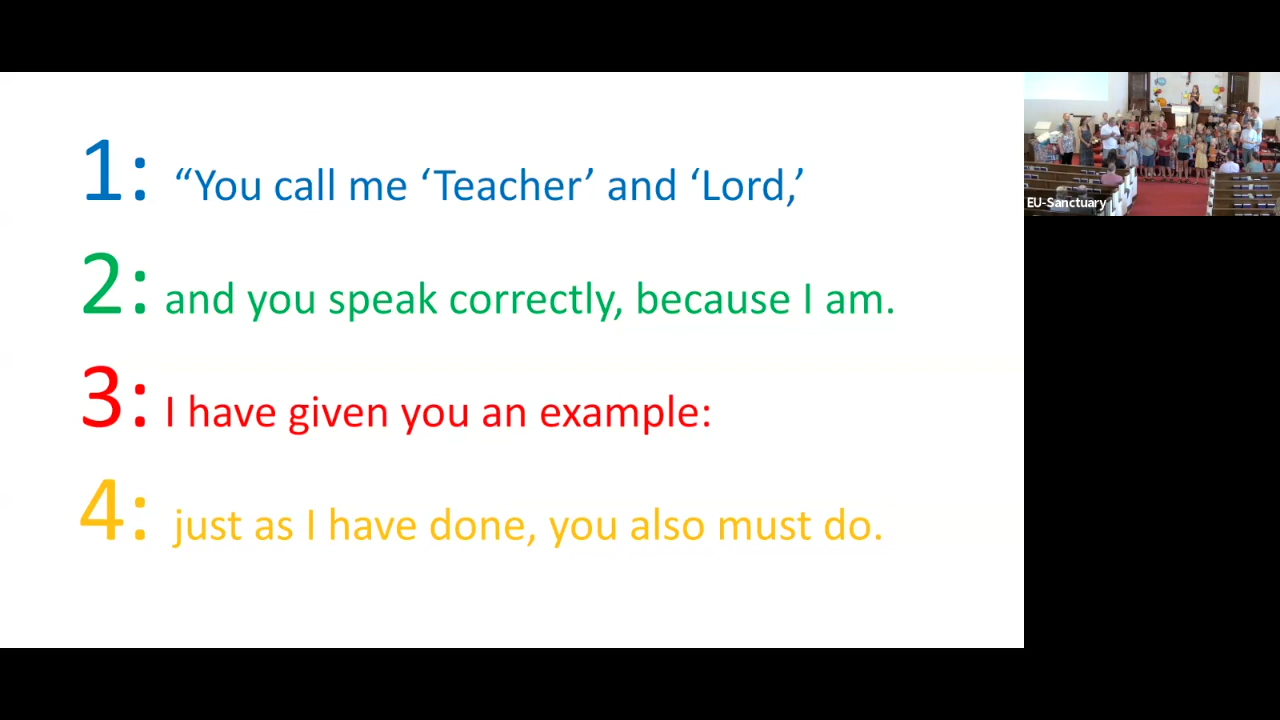 1: “You call me ‘Teacher’ and ‘Lord,’
2: and you speak correctly, because I am.
3: I have given you an example:
4: just as I have done, you also must do.
EU-Sanctuary